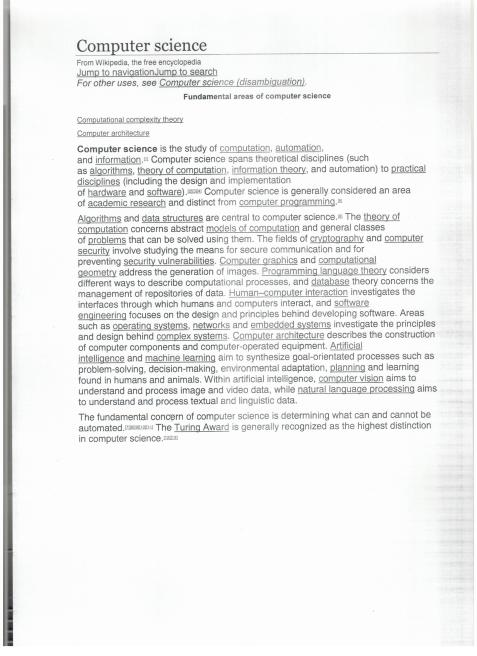 Computer science
From Wikipedia, the free encyclopedia
Jump to navigationJump to search
For other uses, see Computer science (disambiguation).
Fundamental areas of computer science
Computational complexity theory
Computer architecture
Computer science is the study of computation, automation,
and information. Computer science spans theoretical disciplines (such
as algorithms, theory of computation, information theory, and automation) to practical
disciplines (including the design and implementation
of hardware and software). Computer science is generally considered an area
of academic research and distinct from computer programming.
Algorithms and data structures are central to computer science. The theory of
computation concerns abstract models of computation and general classes
of problems that can be solved using them. The fields of cryptography and computer
security involve studying the means for secure communication and for
preventing security vulnerabilities. Computer graphics and computational
geometry address the generation of images. Programming language theory considers
different ways to describe computational processes, and database theory concerns the
management of repositories of data. Human–computer interaction investigates the
interfaces through which humans and computers interact, and software
engineering focuses on the design and principles behind developing software. Areas
such as operating systems, networks and embedded systems investigate the principles
and design behind complex systems. Computer architecture describes the construction
of computer components and computer-operated equipment. Artificial
intelligence and machine learning aim to synthesize goal-orientated processes such as
problem-solving, decision-making, environmental adaptation, planning and learning
found in humans and animals. Within artificial intelligence, computer vision aims to
understand and process image and video data, while natural language processing aims
to understand and process textual and linguistic data.
The fundamental concern of computer science is determining what can and cannot be
automated. The Turing Award is generally recognized as the highest distinction
in computer science.